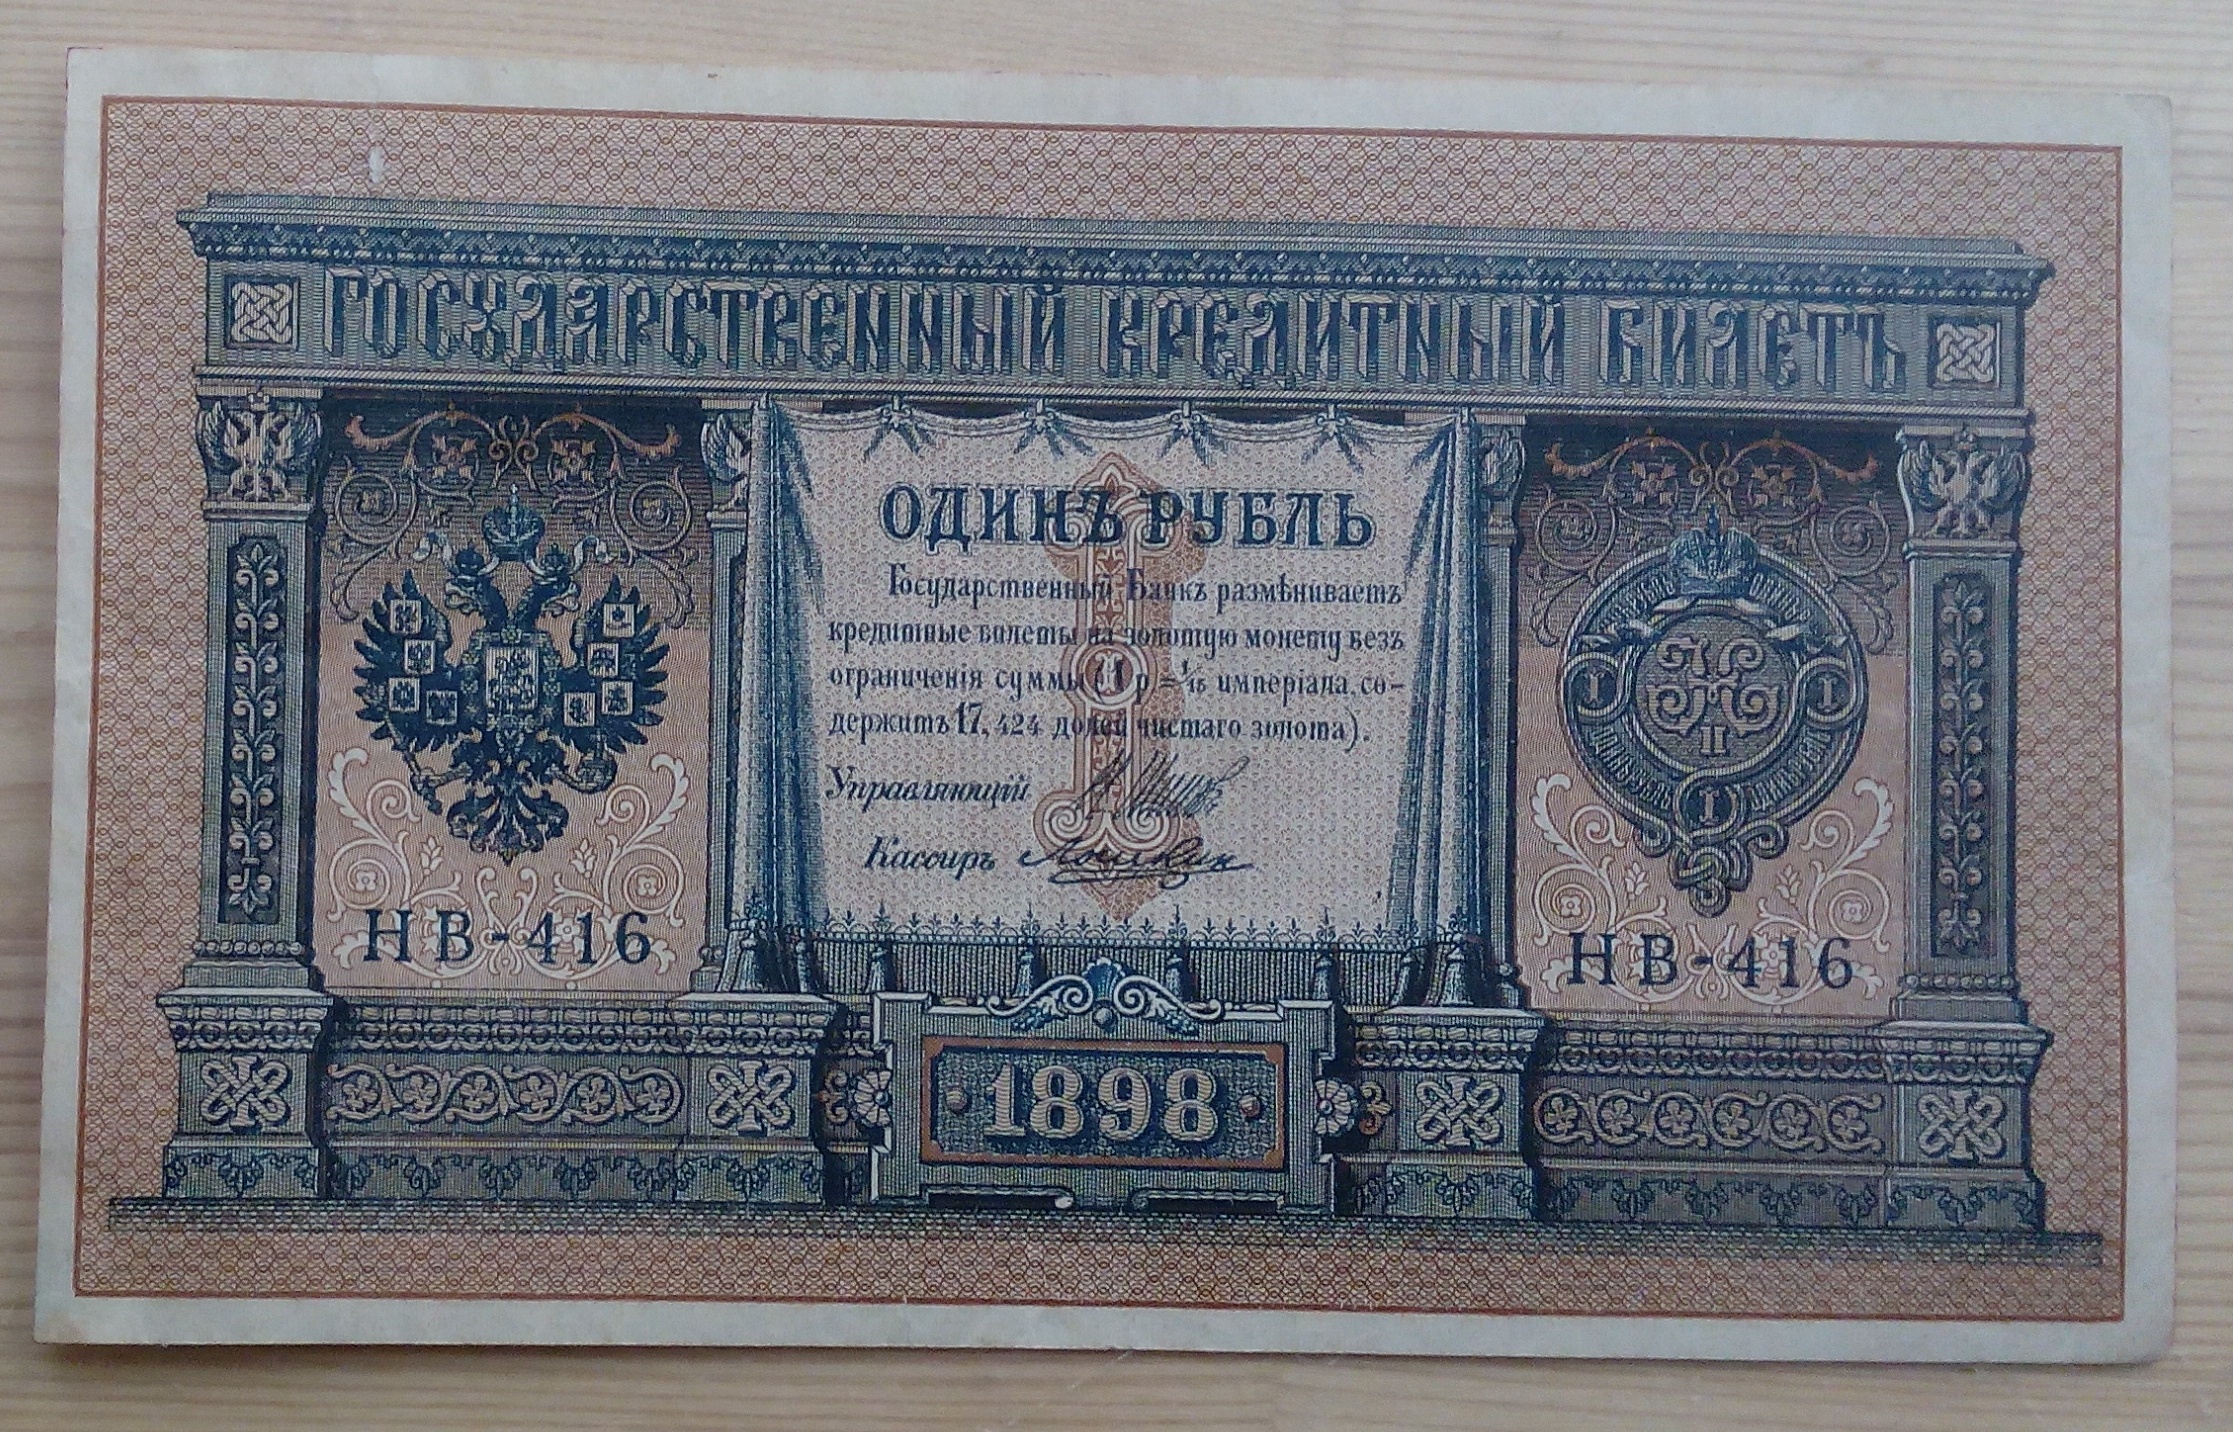 ГОСУДАРСТВЕННЫЙ КРЕДИТНЫЙ БИЛЕТЪ
ОДИНЪ РУБЛЬ
Государственный Банкъ размѣниваетъ
кредитные билеты на золотую монету безъ
ограниченія суммы (1 р = 1/15 имперіала, со-
держитъ 17,424 долей чистаго золота).
Управляющій
Кассиръ
НВ-416
НВ-416
I
I
II
I
1898